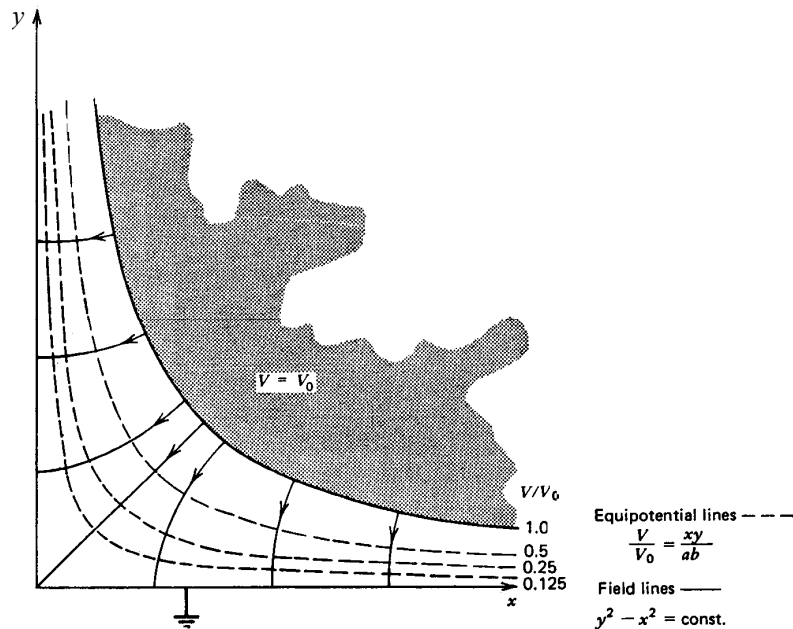 y
V = V₀
V/V₀
1.0
0.5
0.25
0.125
x
Equipotential lines
V/V₀ = xy/ab
Field lines
y² − x² = const.